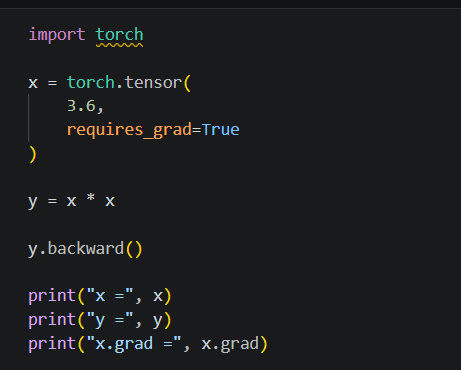 import torch
x = torch.tensor(
    3.6,
    requires_grad=True
)
y = x * x
y.backward()
print("x =", x)
print("y =", y)
print("x.grad =", x.grad)